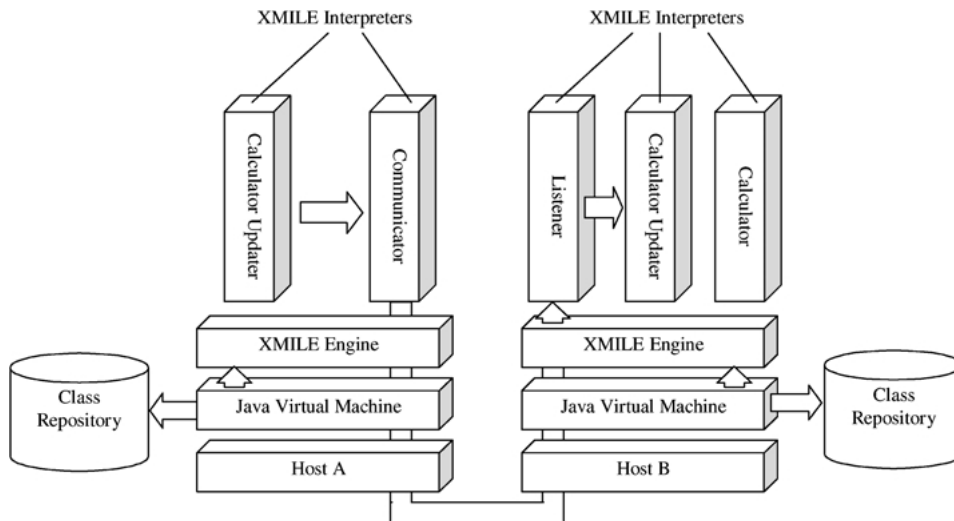 XMILE Interpreters
XMILE Interpreters
Calculator Updater
Communicator
Listener
Calculator Updater
Calculator
XMILE Engine
XMILE Engine
Class
Repository
Java Virtual Machine
Java Virtual Machine
Class
Repository
Host A
Host B